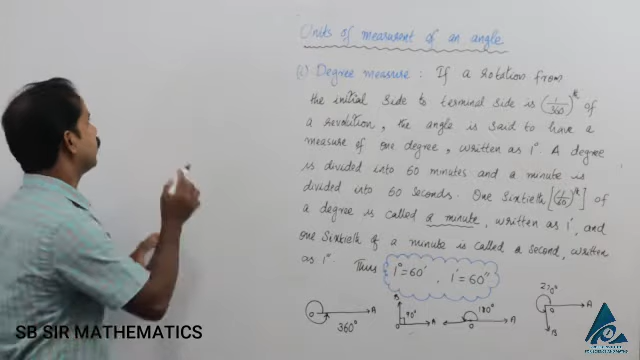 Units of measurent of an angle
(i) Degree measure : If a rotation from
the initial side to terminal side is (1/360)th of
a revolution, the angle is said to have a
measure of one degree, written as 1°. A degree
is divided into 60 minutes and a minute is
divided into 60 seconds. One Sixtieth [(1/60)th] of
a degree is called a minute, written as 1', and
one Sixtieth of a minute is called a second, written
as 1". Thus 1°=60' , 1'=60"
O A 360°
B 90° O A
180° O A
270° O A B
SB SIR MATHEMATICS